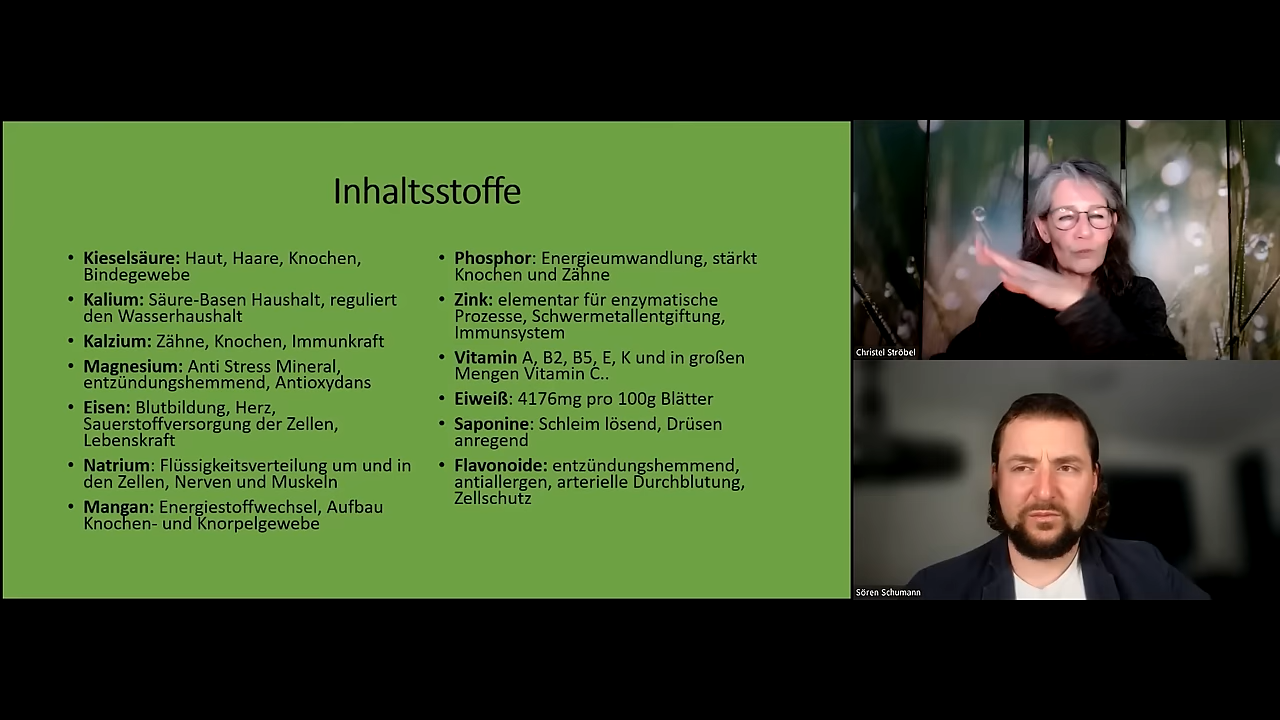 Inhaltsstoffe
• Kieselsäure: Haut, Haare, Knochen,
Bindegewebe
• Kalium: Säure-Basen Haushalt, reguliert
den Wasserhaushalt
• Kalzium: Zähne, Knochen, Immunkraft
• Magnesium: Anti Stress Mineral,
entzündungshemmend, Antioxydans
• Eisen: Blutbildung, Herz,
Sauerstoffversorgung der Zellen,
Lebenskraft
• Natrium: Flüssigkeitsverteilung um und in
den Zellen, Nerven und Muskeln
• Mangan: Energiestoffwechsel, Aufbau
Knochen- und Knorpelgewebe
• Phosphor: Energieumwandlung, stärkt
Knochen und Zähne
• Zink: elementar für enzymatische
Prozesse, Schwermetallentgiftung,
Immunsystem
• Vitamin A, B2, B5, E, K und in großen
Mengen Vitamin C..
• Eiweiß: 4176mg pro 100g Blätter
• Saponine: Schleim lösend, Drüsen
anregend
• Flavonoide: entzündungshemmend,
antiallergen, arterielle Durchblutung,
Zellschutz
Christel Ströbel
Sören Schumann